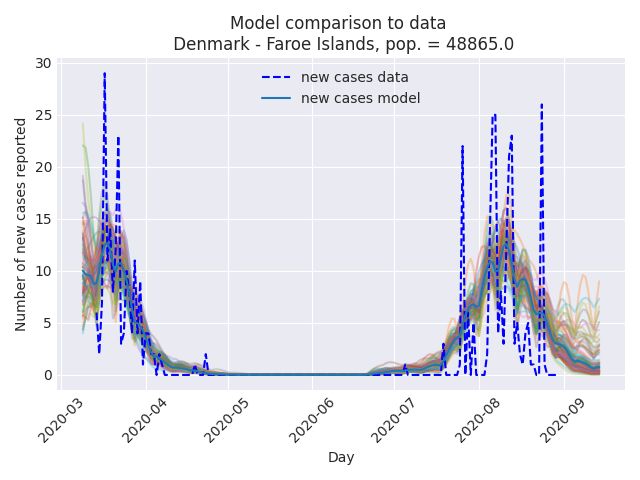 Model comparison to data
Denmark - Faroe Islands, pop. = 48865.0
new cases data
new cases model
Number of new cases reported
30
25
20
15
10
5
0
2020-03
2020-04
2020-05
2020-06
2020-07
2020-08
2020-09
Day